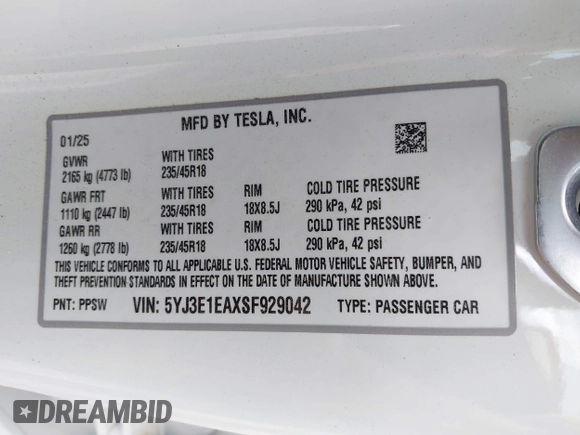 MFD BY TESLA, INC.
01/25
GVWR WITH TIRES
2165 kg (4773 lb) 235/45R18
GAWR FRT WITH TIRES RIM COLD TIRE PRESSURE
1110 kg (2447 lb) 235/45R18 18X8.5J 290 kPa, 42 psi
GAWR RR WITH TIRES RIM COLD TIRE PRESSURE
1260 kg (2778 lb) 235/45R18 18X8.5J 290 kPa, 42 psi
THIS VEHICLE CONFORMS TO ALL APPLICABLE U.S. FEDERAL MOTOR VEHICLE SAFETY, BUMPER, AND
THEFT PREVENTION STANDARDS IN EFFECT ON THE DATE OF MANUFACTURE SHOWN ABOVE.
PNT: PPSW VIN: 5YJ3E1EAXSF929042 TYPE: PASSENGER CAR
DREAMBID